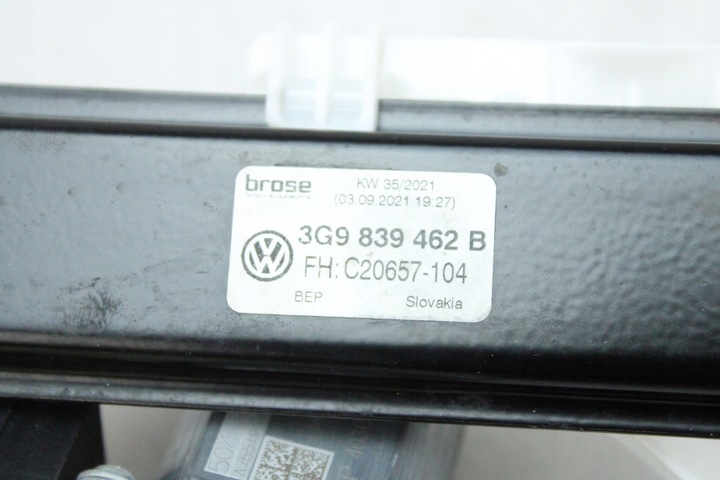 brose
KW 35/2021
(03.09.2021 19:27)
3G9 839 462 B
FH: C20657-104
BEP
Slovakia